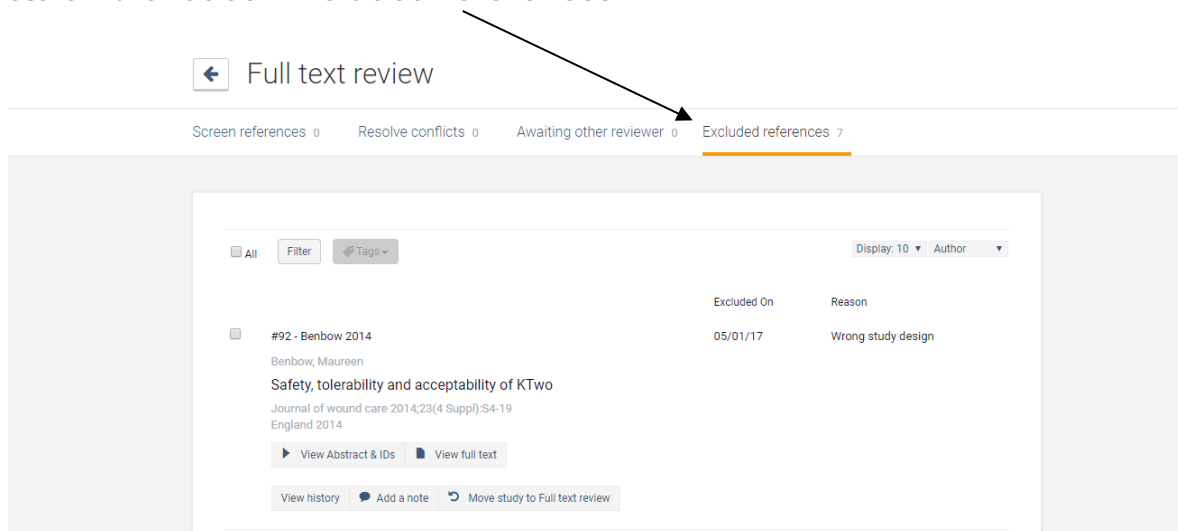 Full text review
Screen references 0 Resolve conflicts 0 Awaiting other reviewer 0 Excluded references 7
All Filter Tags Display: 10 Author
Excluded On Reason
#92 - Benbow 2014 05/01/17 Wrong study design
Benbow, Maureen
Safety, tolerability and acceptability of KTwo
Journal of wound care 2014;23(4 Suppl):S4-19
England 2014
View Abstract & IDs View full text
View history Add a note Move study to Full text review